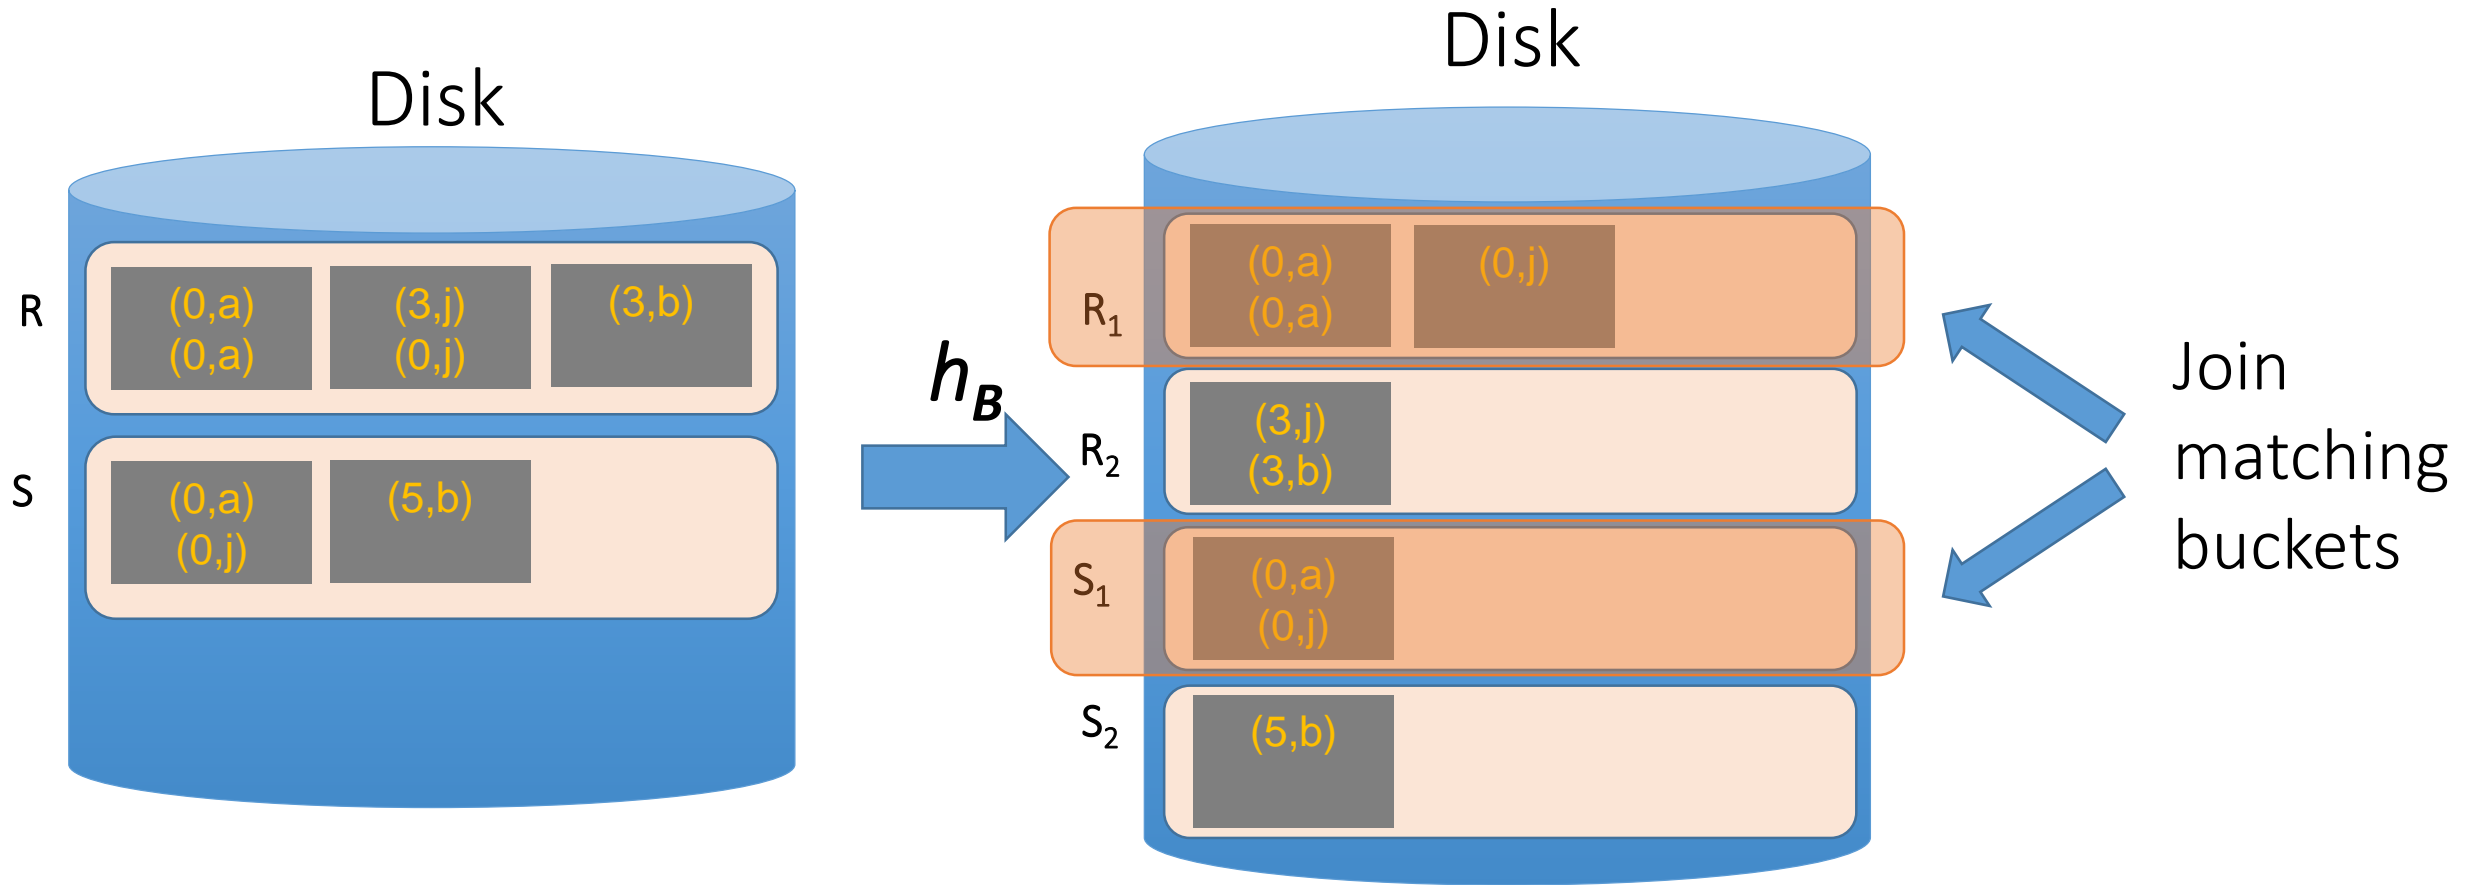 Disk
R
(0,a)
(0,a)
(3,j)
(0,j)
(3,b)
S
(0,a)
(0,j)
(5,b)
h_B
Disk
R1
(0,a)
(0,a)
(0,j)
R2
(3,j)
(3,b)
S1
(0,a)
(0,j)
S2
(5,b)
Join
matching
buckets